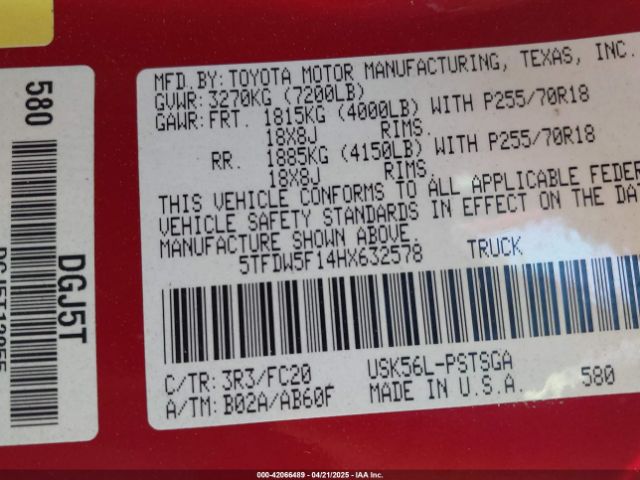 MFD.BY:TOYOTA MOTOR MANUFACTURING, TEXAS, INC.
GVWR:3270KG (7200LB)
GAWR:FRT. 1815KG (4000LB) WITH P255/70R18
18X8J RIMS.
RR. 1885KG (4150LB) WITH P255/70R18
18X8J RIMS.
THIS VEHICLE CONFORMS TO ALL APPLICABLE FEDER
VEHICLE SAFETY STANDARDS IN EFFECT ON THE DA
MANUFACTURE SHOWN ABOVE.
5TFDW5F14HX632578 TRUCK
C/TR: 3R3/FC20 USK56L-PSTSGA
A/TM: B02A/AB60F MADE IN U.S.A. 580
580
DGJ5T
000-42066489 - 04/21/2025 - IAA Inc.